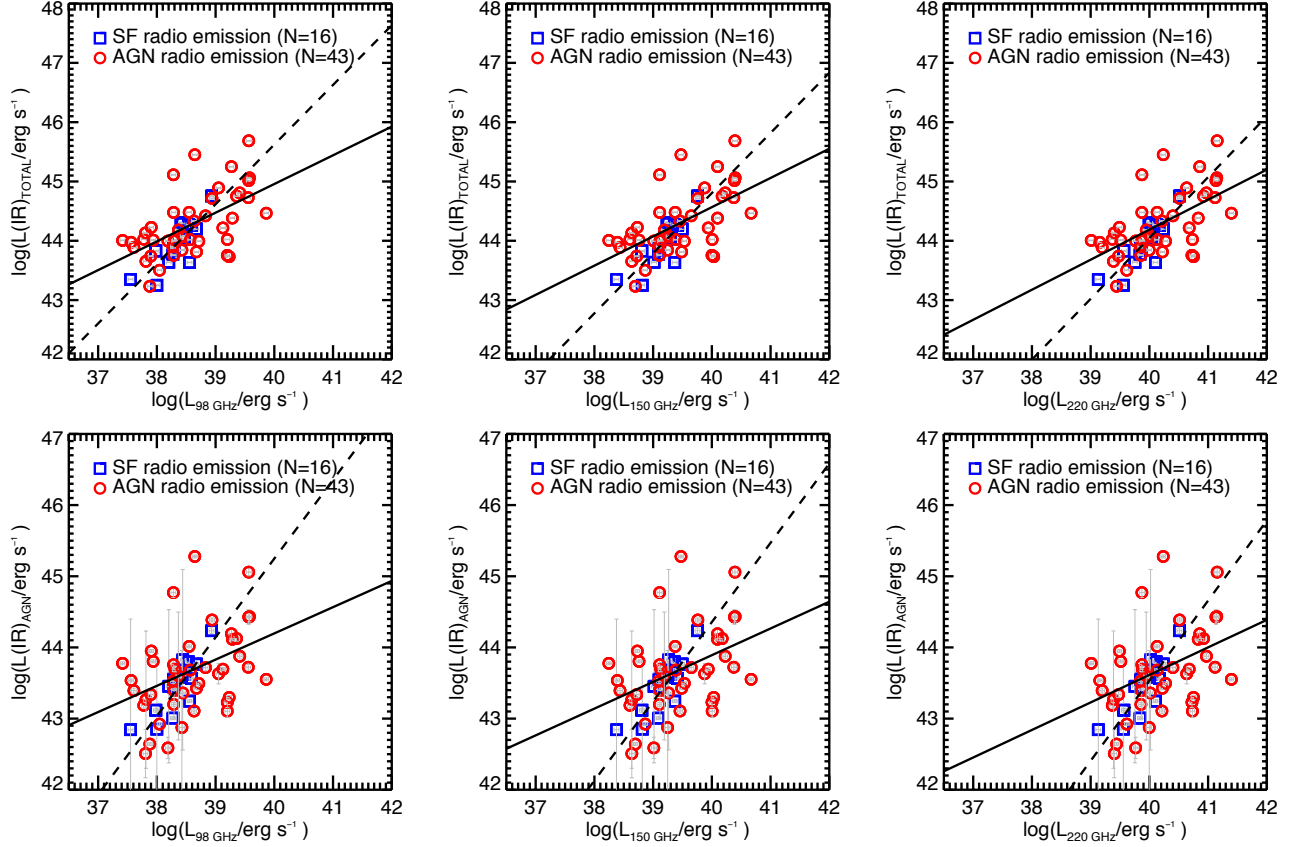 48
47
46
45
44
43
42
log(L(IR)TOTAL/erg s⁻¹)
SF radio emission (N=16)
AGN radio emission (N=43)
37 38 39 40 41 42
log(L98 GHz/erg s⁻¹)
48
47
46
45
44
43
42
log(L(IR)TOTAL/erg s⁻¹)
SF radio emission (N=16)
AGN radio emission (N=43)
37 38 39 40 41 42
log(L150 GHz/erg s⁻¹)
48
47
46
45
44
43
42
log(L(IR)TOTAL/erg s⁻¹)
SF radio emission (N=16)
AGN radio emission (N=43)
37 38 39 40 41 42
log(L220 GHz/erg s⁻¹)
47
46
45
44
43
42
log(L(IR)AGN/erg s⁻¹)
SF radio emission (N=16)
AGN radio emission (N=43)
37 38 39 40 41 42
log(L98 GHz/erg s⁻¹)
47
46
45
44
43
42
log(L(IR)AGN/erg s⁻¹)
SF radio emission (N=16)
AGN radio emission (N=43)
37 38 39 40 41 42
log(L150 GHz/erg s⁻¹)
47
46
45
44
43
42
log(L(IR)AGN/erg s⁻¹)
SF radio emission (N=16)
AGN radio emission (N=43)
37 38 39 40 41 42
log(L220 GHz/erg s⁻¹)